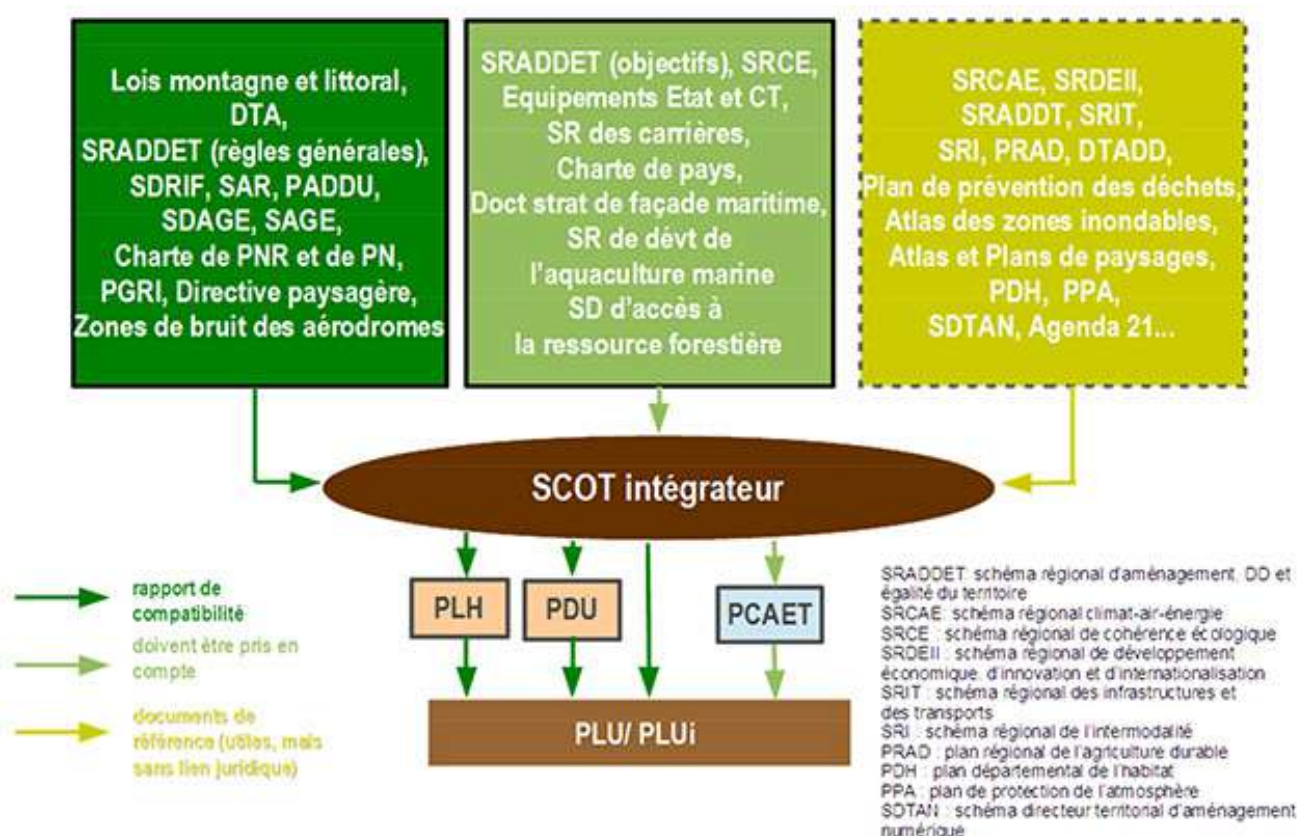 Lois montagne et littoral,
DTA,
SRADDET (règles générales),
SDRIF, SAR, PADDU,
SDAGE, SAGE,
Charte de PNR et de PN,
PGRI, Directive paysagère,
Zones de bruit des aérodromes
SRADDET (objectifs), SRCE,
Equipements Etat et CT,
SR des carrières,
Charte de pays,
Doct strat de façade maritime,
SR de dévt de
l'aquaculture marine
SD d'accès à
la ressource forestière
SRCAE, SRDEII,
SRADDT, SRIT,
SRI, PRAD, DTADD,
Plan de prévention des déchets,
Atlas des zones inondables,
Atlas et Plans de paysages,
PDH, PPA,
SDTAN, Agenda 21...
SCOT intégrateur
PLH
PDU
PCAET
PLU/ PLUi
rapport de
compatibilité
doivent être pris en
compte
documents de
référence (utiles, mais
sans lien juridique)
SRADDET: schéma régional d'aménagement, DD et
égalité du territoire
SRCAE: schéma régional climat-air-énergie
SRCE : schéma régional de cohérence écologique
SRDEII : schéma régional de développement
économique, d'innovation et d'internationalisation
SRIT : schéma régional des infrastructures et
des transports
SRI : schéma régional de l'intermodalité
PRAD : plan régional de l'agriculture durable
PDH : plan départemental de l'habitat
PPA : plan de protection de l'atmosphère
SDTAN : schéma directeur territorial d'aménagement
numérique